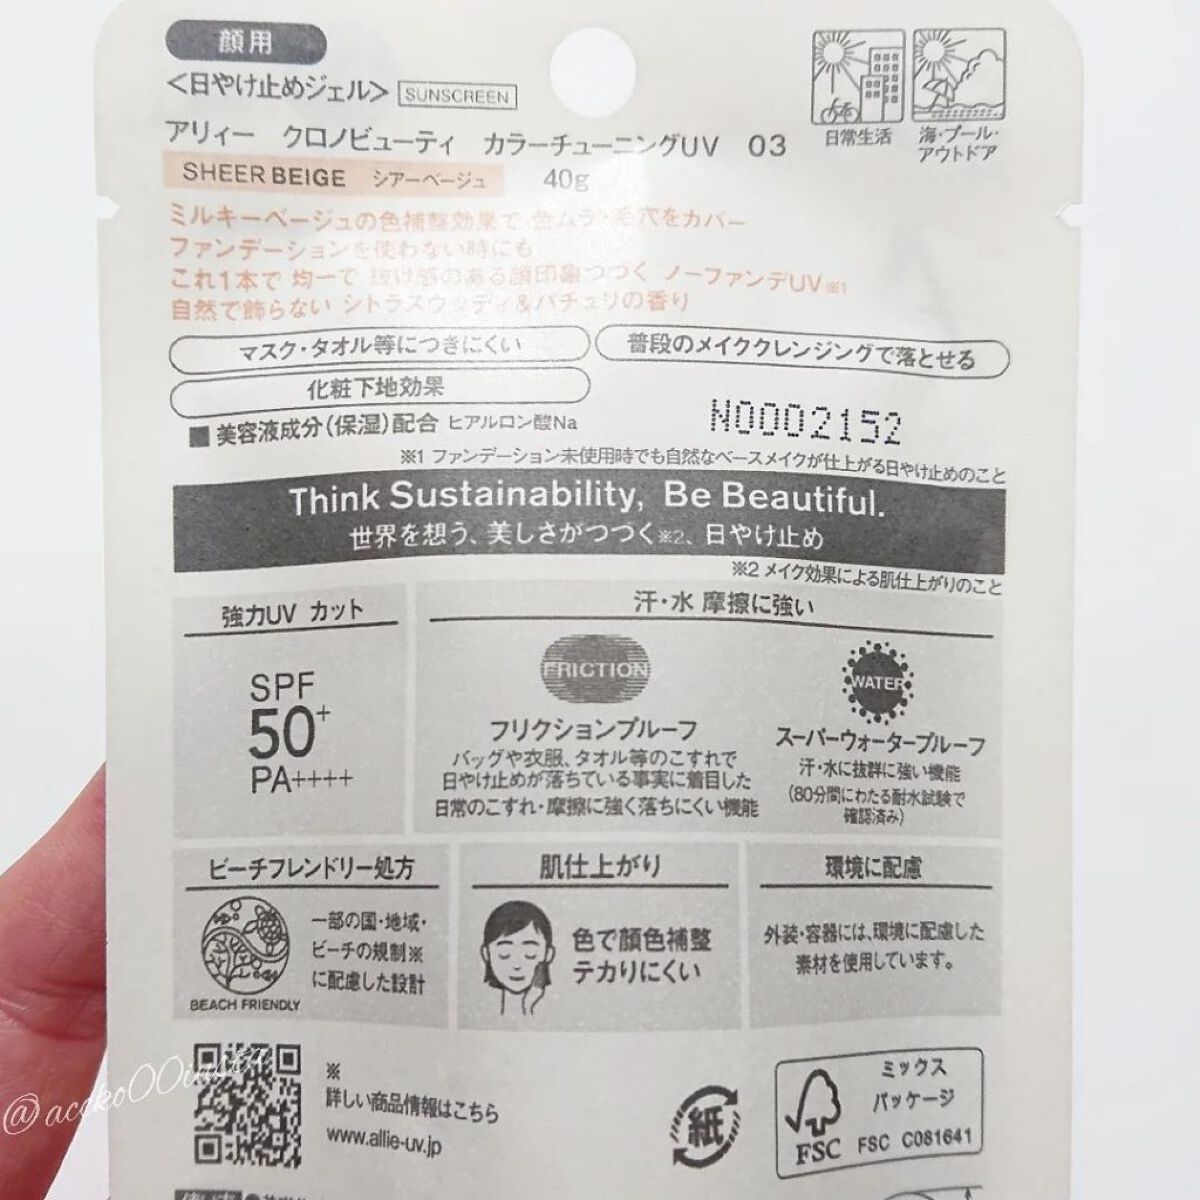 顔用
<日やけ止めジェル> SUNSCREEN
アリィー クロノビューティ カラーチューニングUV 03
SHEER BEIGE シアーベージュ 40g
日常生活
海・プール・
アウトドア
ミルキーベージュの色補整効果で 色ムラ・毛穴をカバー
ファンデーションを使わない時にも
これ1本で 均一で 抜け感のある顔印象つづく ノーファンデUV※1
自然で飾らない シトラスウッディ&パチュリの香り
マスク・タオル等につきにくい
普段のメイククレンジングで落とせる
化粧下地効果
■美容液成分(保湿)配合 ヒアルロン酸Na
N0002152
※1 ファンデーション未使用時でも自然なベースメイクが仕上がる日やけ止めのこと
Think Sustainability, Be Beautiful.
世界を想う、美しさがつづく※2、日やけ止め
※2 メイク効果による肌仕上がりのこと
強力UV カット
SPF
50+
PA++++
汗・水 摩擦に強い
FRICTION
フリクションプルーフ
バッグや衣服、タオル等のこすれで
日やけ止めが落ちている事実に着目した
日常のこすれ・摩擦に強く落ちにくい機能
WATER
スーパーウォータープルーフ
汗・水に抜群に強い機能
(80分間にわたる耐水試験で
確認済み)
ビーチフレンドリー処方
BEACH FRIENDLY
一部の国・地域・
ビーチの規制※
に配慮した設計
肌仕上がり
色で顔色補整
テカりにくい
環境に配慮
外装・容器には、環境に配慮した
素材を使用しています。
※
詳しい商品情報はこちら
www.allie-uv.jp
紙
FSC
ミックス
パッケージ
FSC C081641